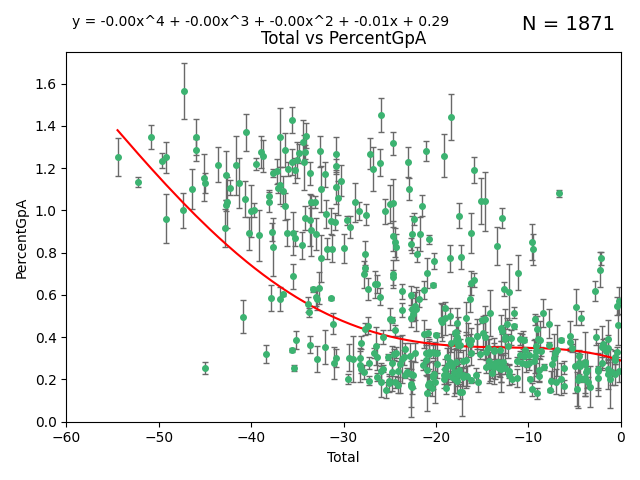 y = -0.00x^4 + -0.00x^3 + -0.00x^2 + -0.01x + 0.29
N = 1871
Total vs PercentGpA
PercentGpA
1.6
1.4
1.2
1.0
0.8
0.6
0.4
0.2
0.0
−60 −50 −40 −30 −20 −10 0
Total